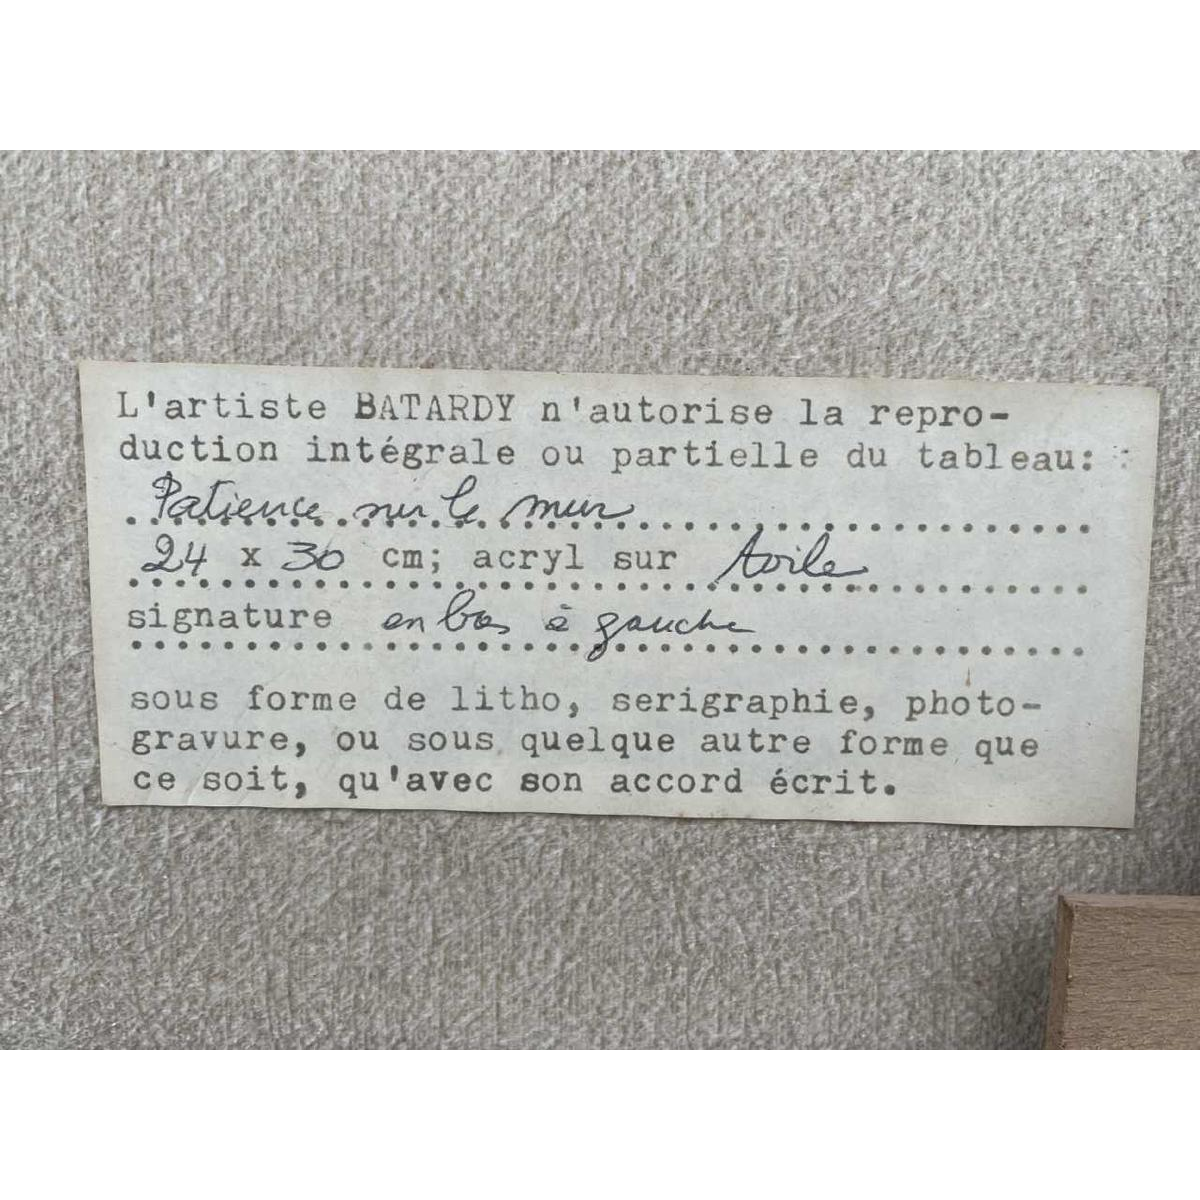 L'artiste BATARDY n'autorise la repro-
duction intégrale ou partielle du tableau:
Patience sur le mur
24 x 30 cm; acryl sur toile
signature en bas à gauche
sous forme de litho, serigraphie, photo-
gravure, ou sous quelque autre forme que
ce soit, qu'avec son accord écrit.